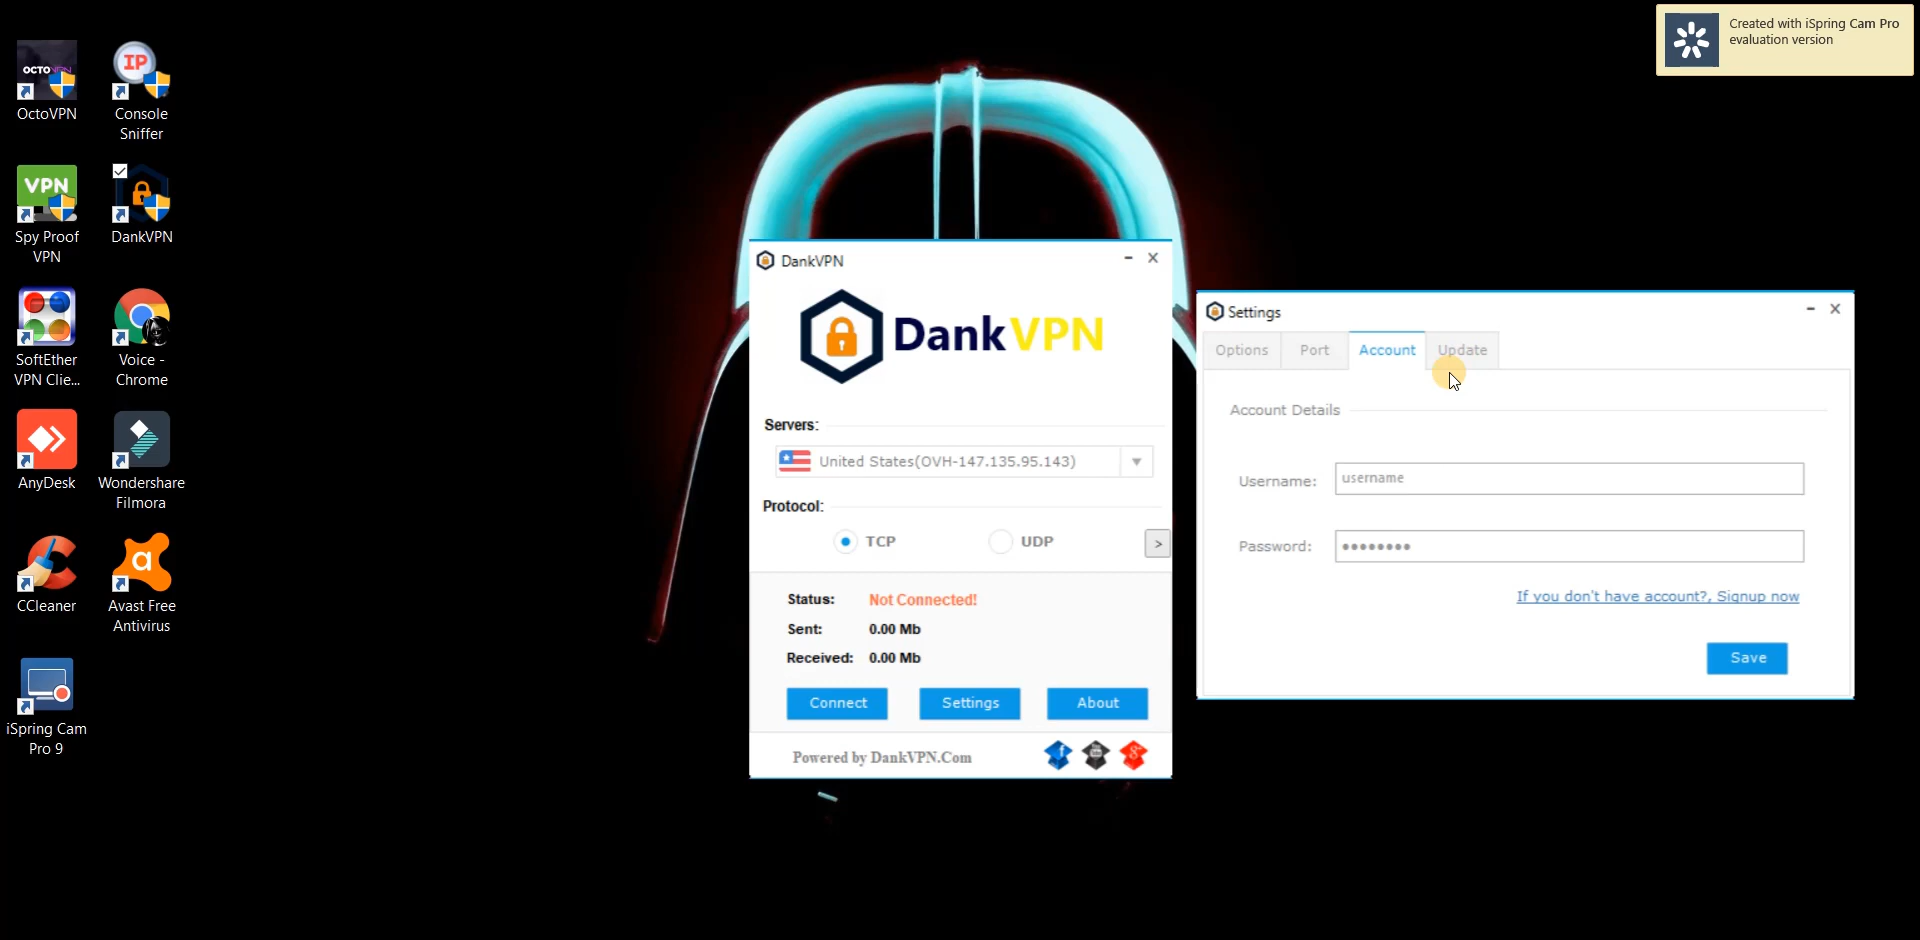 Created with iSpring Cam Pro
evaluation version
OCTOVPN
OctoVPN
IP
Console
Sniffer
VPN
Spy Proof
VPN
DankVPN
SoftEther
VPN Clie...
Voice -
Chrome
AnyDesk
Wondershare
Filmora
CCleaner
a
Avast Free
Antivirus
iSpring Cam
Pro 9
DankVPN
DankVPN
Servers:
United States(OVH-147.135.95.143)
Protocol:
TCP
UDP
>
Status:
Not Connected!
Sent:
0.00 Mb
Received:
0.00 Mb
Connect
Settings
About
Powered by DankVPN.Com
Settings
Options
Port
Account
Update
Account Details
Username:
username
Password:
If you don't have account?, Signup now
Save